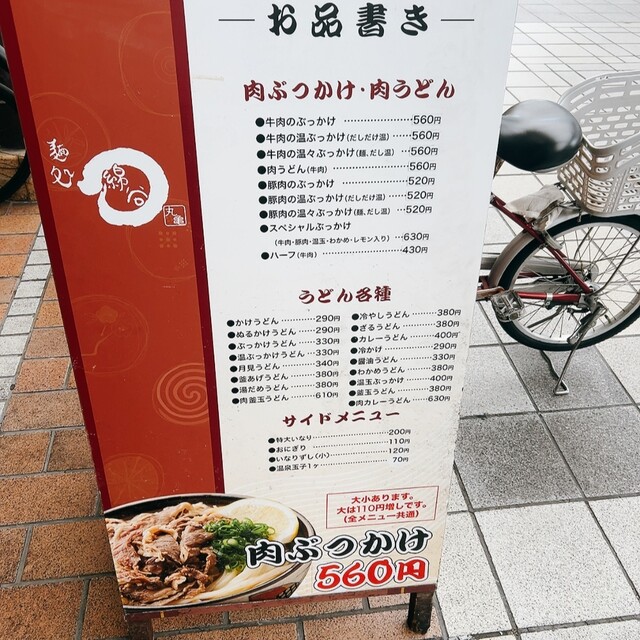 お品書き
麺処
綿谷
丸亀
肉ぶっかけ・肉うどん
●牛肉のぶっかけ …………………560円
●牛肉の温ぶっかけ(だしだけ温) …560円
●牛肉の温々ぶっかけ(麺、だし温) …560円
●肉うどん(牛肉) …………………560円
●豚肉のぶっかけ …………………520円
●豚肉の温ぶっかけ(だしだけ温) ……520円
●豚肉の温々ぶっかけ(麺、だし温) …520円
●スペシャルぶっかけ
(牛肉・豚肉・温玉・わかめ・レモン入り) …630円
●ハーフ(牛肉) …………………430円
うどん各種
●かけうどん …………290円
●ぬるかけうどん ………290円
●ぶっかけうどん ………330円
●温ぶっかけうどん ……330円
●月見うどん …………340円
●釜あげうどん …………380円
●湯だめうどん …………380円
●肉釜玉うどん …………610円
●冷やしうどん …………380円
●ざるうどん …………380円
●カレーうどん …………400円
●冷かけ …………290円
●醤油うどん …………330円
●わかめうどん …………380円
●温玉ぶっかけ …………400円
●釜玉うどん …………380円
●肉カレーうどん ………630円
サイドメニュー
●特大いなり …………………200円
●おにぎり …………………110円
●いなりずし(小) ……………120円
●温泉玉子1ヶ ………………70円
大小あります。
大は110円増しです。
(全メニュー共通)
肉ぶっかけ
560円